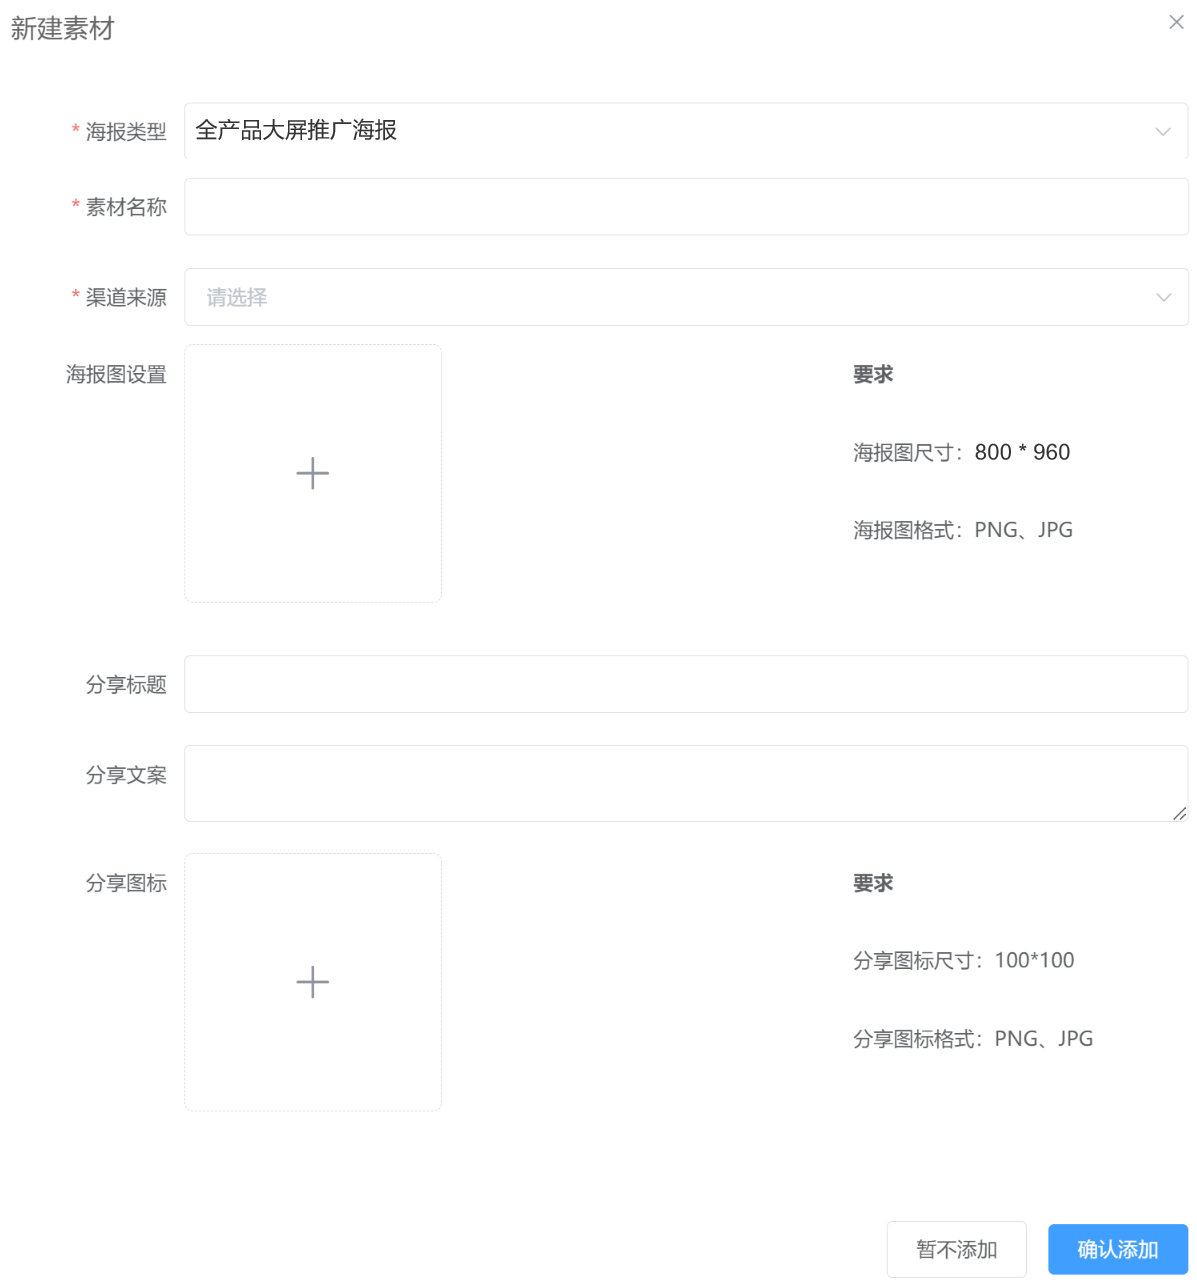 新建素材
* 海报类型 全产品大屏推广海报
* 素材名称
* 渠道来源 请选择
海报图设置 要求
海报图尺寸：800 * 960
海报图格式：PNG、JPG
分享标题
分享文案
分享图标 要求
分享图标尺寸：100*100
分享图标格式：PNG、JPG
暂不添加 确认添加